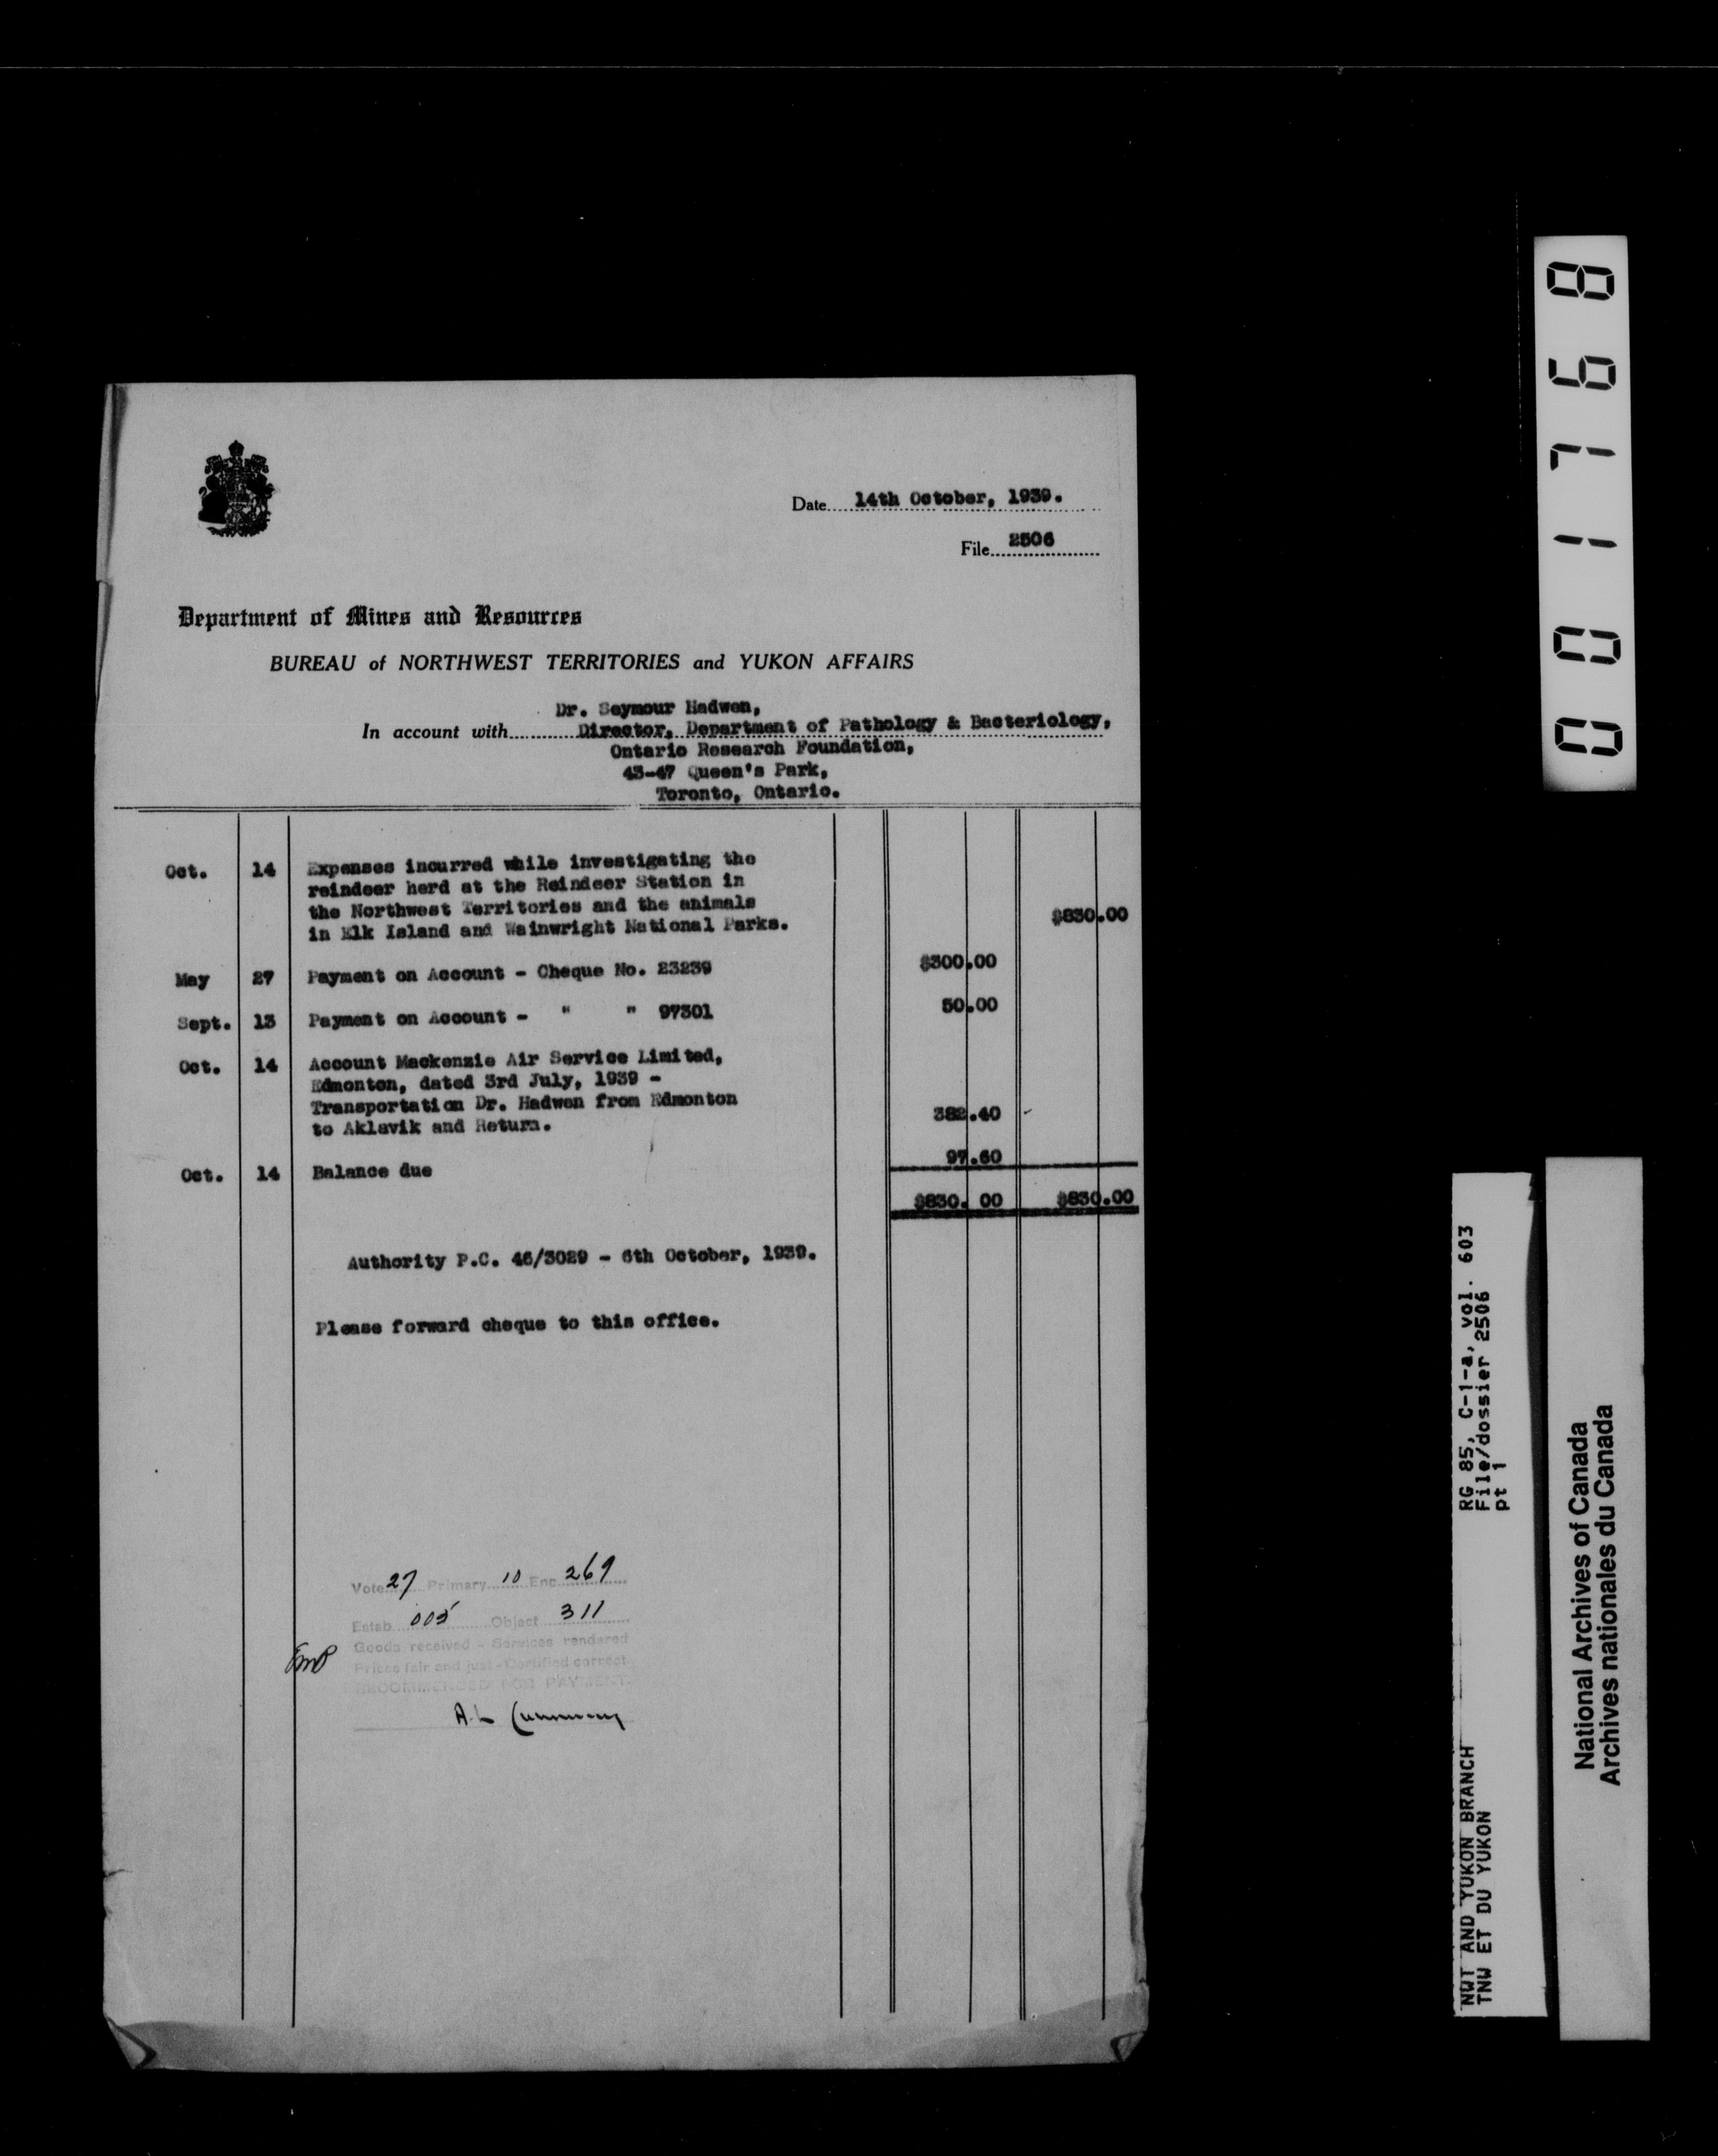 Date 14th October, 1939.
File 2506
Department of Mines and Resources
BUREAU of NORTHWEST TERRITORIES and YUKON AFFAIRS
Dr. Seymour Hadwen,
In account with Director, Department of Pathology & Bacteriology,
Ontario Research Foundation,
43-47 Queen's Park,
Toronto, Ontario.
Oct. 14 Expenses incurred while investigating the
reindeer herd at the Reindeer Station in
the Northwest Territories and the animals
in Elk Island and Wainwright National Parks. $830.00
May 27 Payment on Account - Cheque No. 23239 $300.00
Sept. 13 Payment on Account - " " 97301 50.00
Oct. 14 Account Mackenzie Air Service Limited,
Edmonton, dated 3rd July, 1939 -
Transportation Dr. Hadwen from Edmonton
to Aklavik and Return. 382.40
Oct. 14 Balance due 97.60
$830.00 $830.00
Authority P.C. 46/3029 - 6th October, 1939.
Please forward cheque to this office.
Vote 27 Primary 10 Enc 269
Estab 005 Object 311
Goods received - Services rendered
Prices fair and just - Certified correct
RECOMMENDED FOR PAYMENT.
A. L. Cumming
001768
RG 85, C-1-a, vol. 603
File/dossier 2506
pt 1
NWT AND YUKON BRANCH
TNW ET DU YUKON
National Archives of Canada
Archives nationales du Canada